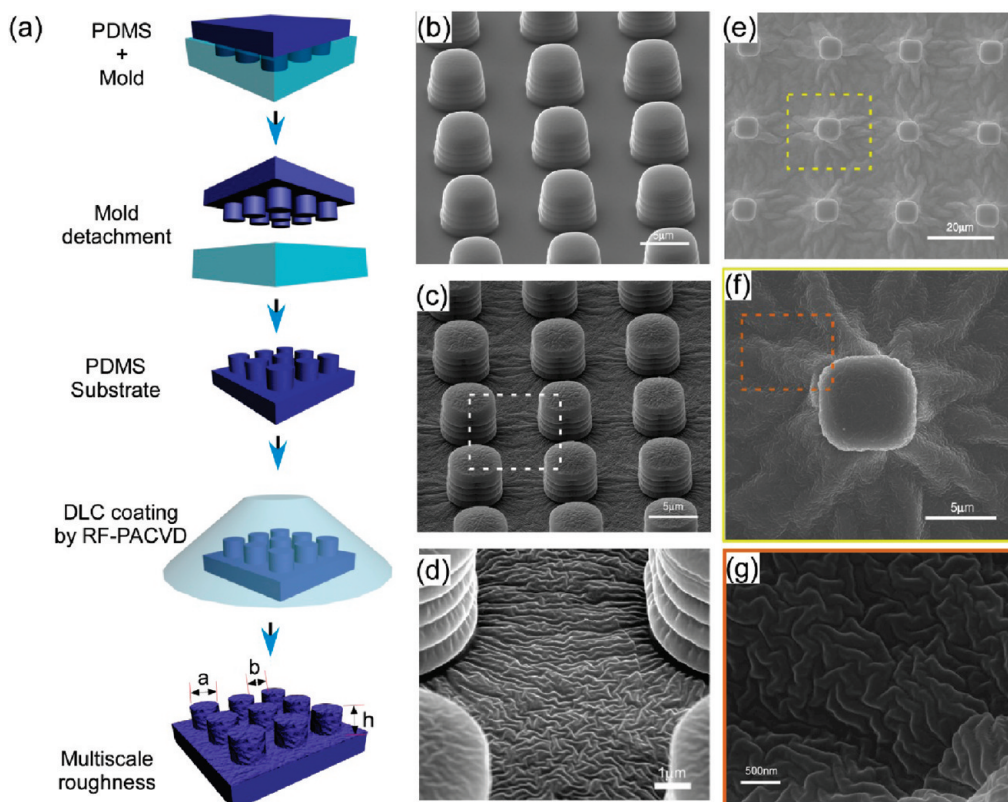 (a)
PDMS
+
Mold
Mold
detachment
PDMS
Substrate
DLC coating
by RF-PACVD
a
b
h
Multiscale
roughness
(b)
5μm
(c)
5μm
(d)
1μm
(e)
20μm
(f)
5μm
(g)
500nm